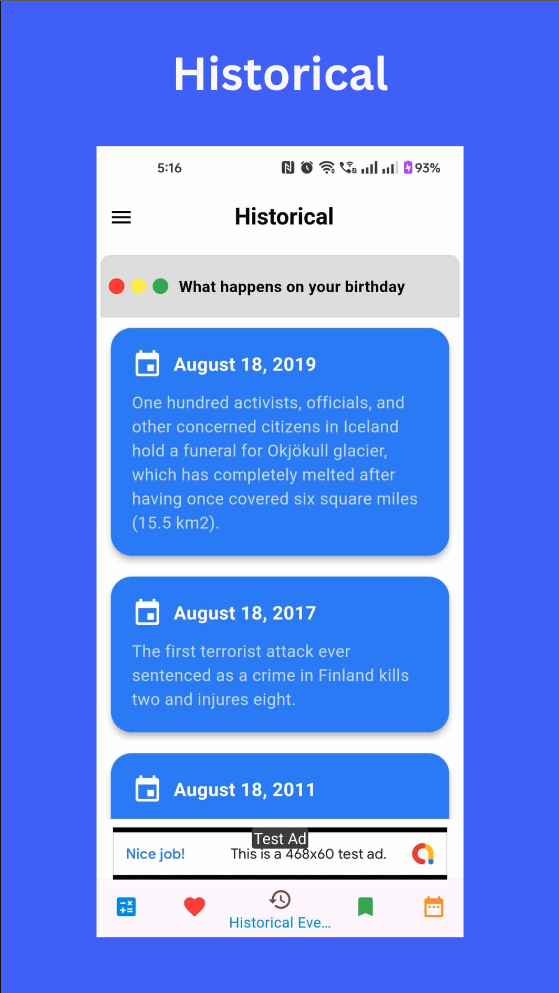 Historical
5:16
93%
Historical
What happens on your birthday
August 18, 2019
One hundred activists, officials, and
other concerned citizens in Iceland
hold a funeral for Okjökull glacier,
which has completely melted after
having once covered six square miles
(15.5 km2).
August 18, 2017
The first terrorist attack ever
sentenced as a crime in Finland kills
two and injures eight.
August 18, 2011
Test Ad
Nice job! This is a 468x60 test ad.
Historical Eve...